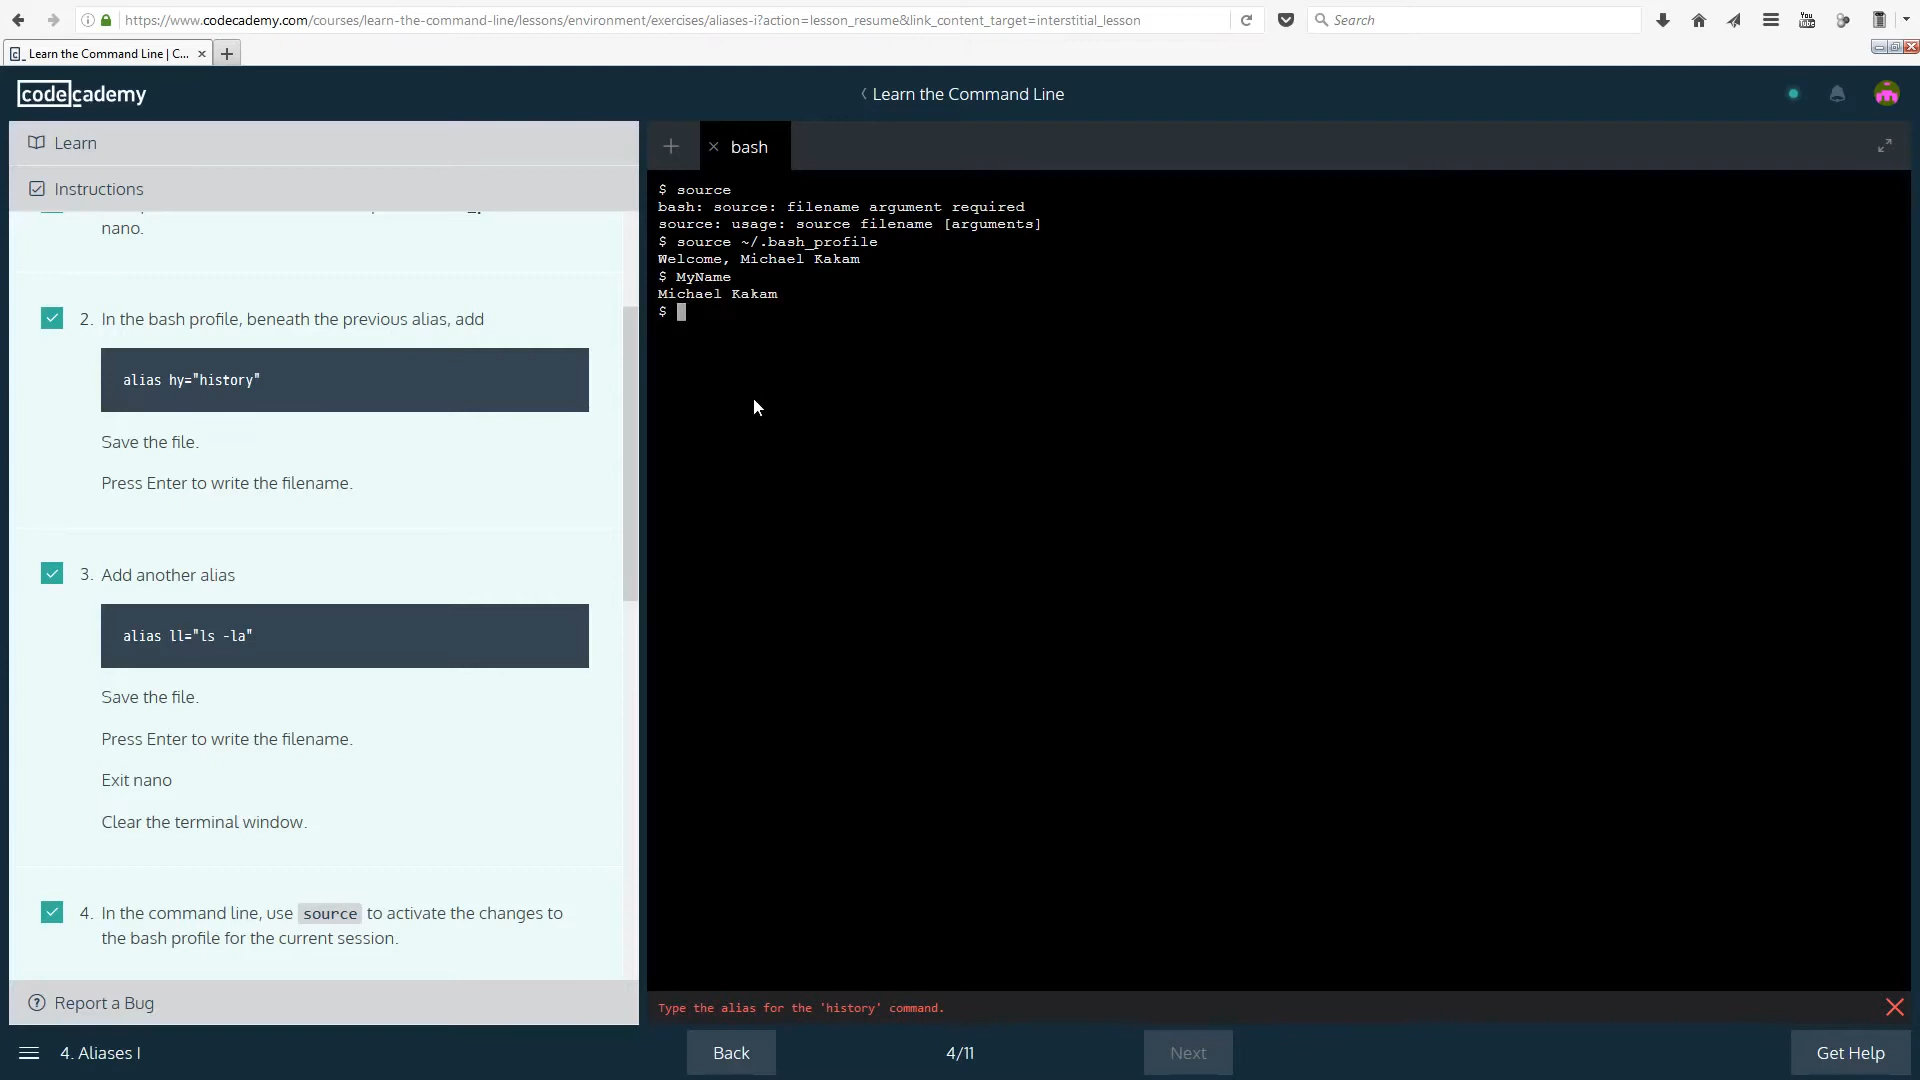 https://www.codecademy.com/courses/learn-the-command-line/lessons/environment/exercises/aliases-i?action=lesson_resume&link_content_target=interstitial_lesson
Search
You
Learn the Command Line | C...
codecademy
Learn the Command Line
Learn
Instructions
nano.
2. In the bash profile, beneath the previous alias, add
alias hy="history"
Save the file.
Press Enter to write the filename.
3. Add another alias
alias ll="ls -la"
Save the file.
Press Enter to write the filename.
Exit nano
Clear the terminal window.
4. In the command line, use source to activate the changes to
the bash profile for the current session.
Report a Bug
bash
$ source
bash: source: filename argument required
source: usage: source filename [arguments]
$ source ~/.bash_profile
Welcome, Michael Kakam
$ MyName
Michael Kakam
$
Type the alias for the 'history' command.
4. Aliases I
Back
4/11
Next
Get Help